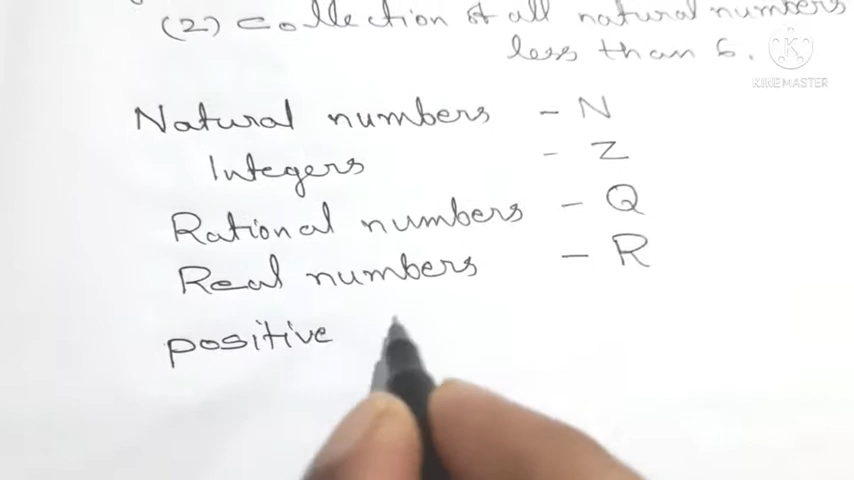 (2) Collection of all natural numbers
less than 6.
KINEMASTER
Natural numbers - N
Integers - Z
Rational numbers - Q
Real numbers - R
positive